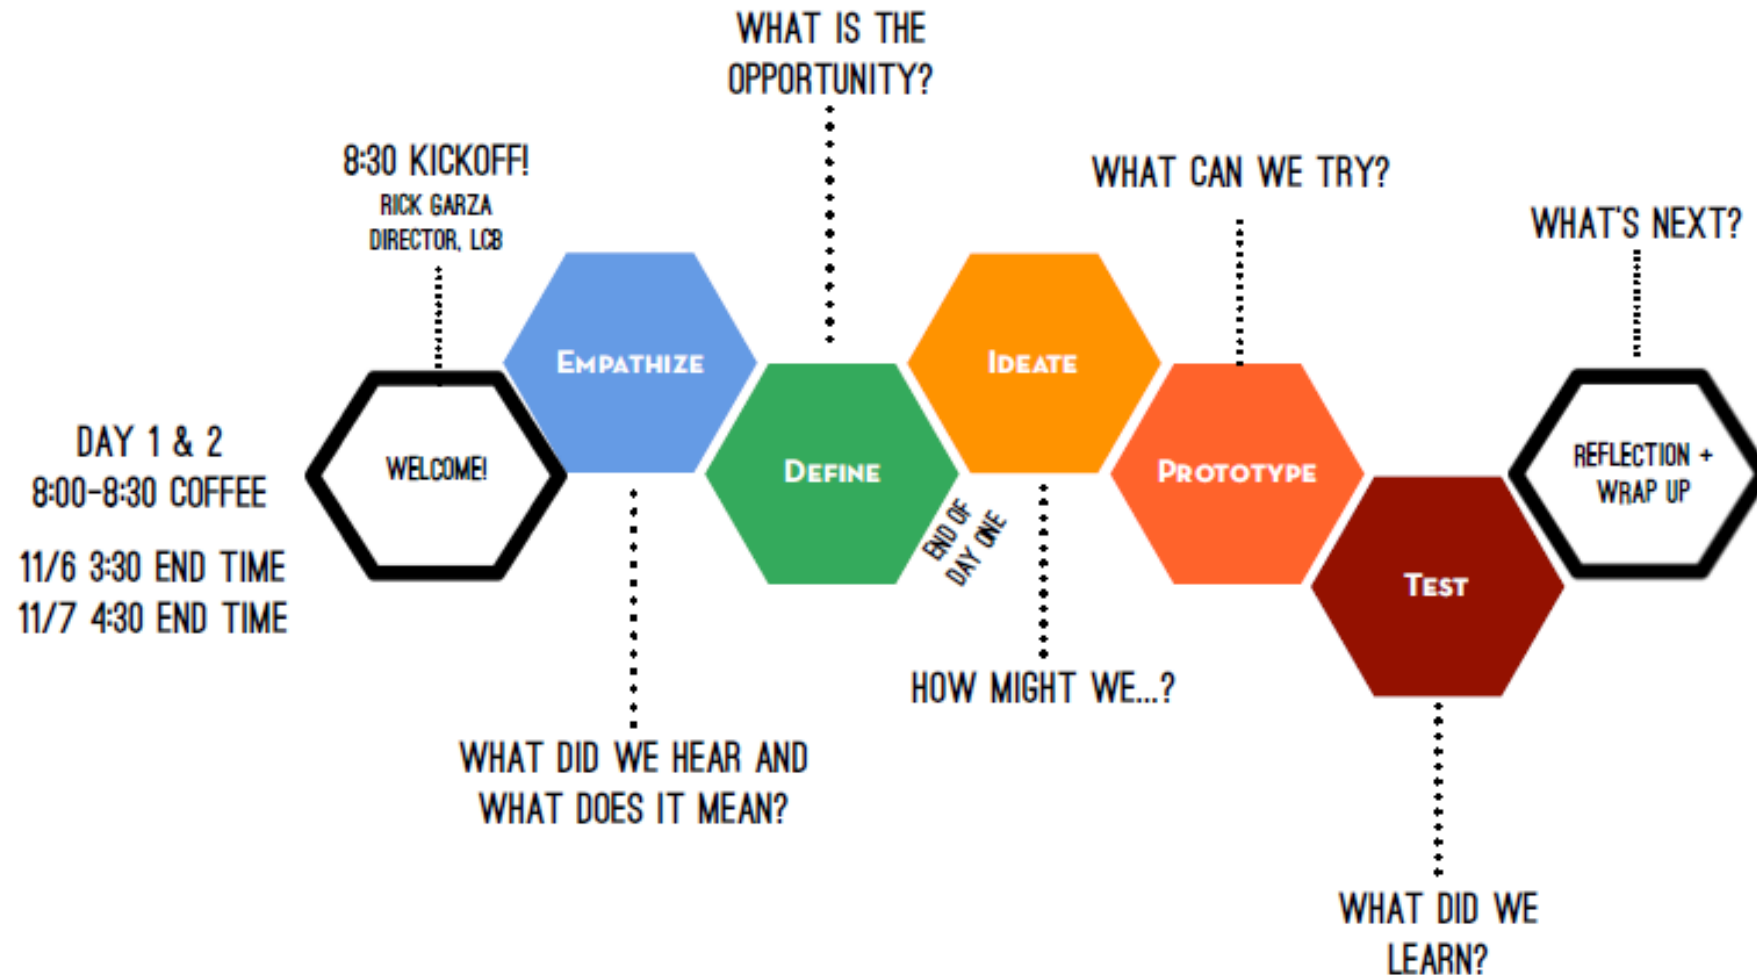 WHAT IS THE
OPPORTUNITY?
8:30 KICKOFF!
RICK GARZA
DIRECTOR, LCB
WHAT CAN WE TRY?
WHAT'S NEXT?
DAY 1 & 2
8:00-8:30 COFFEE
11/6 3:30 END TIME
11/7 4:30 END TIME
WELCOME!
EMPATHIZE
DEFINE
END OF
DAY ONE
IDEATE
PROTOTYPE
TEST
REFLECTION +
WRAP UP
WHAT DID WE HEAR AND
WHAT DOES IT MEAN?
HOW MIGHT WE...?
WHAT DID WE
LEARN?